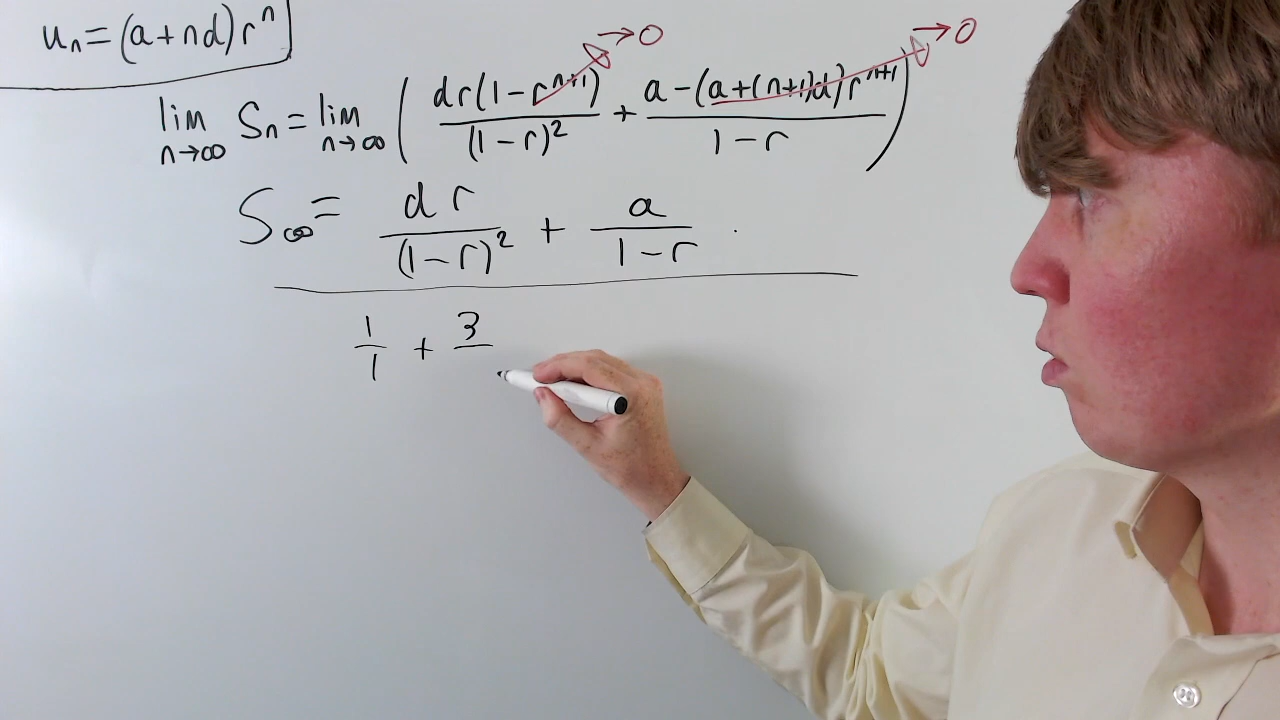 uₙ = (a+nd) rⁿ
→0 →0
lim n→∞ Sₙ = lim n→∞ ( dr(1-rⁿ⁺¹) / (1-r)² + a-(a+(n+1)d)rⁿ⁺¹ / 1-r )
S∞ = dr / (1-r)² + a / 1-r .
1/1 + 3/